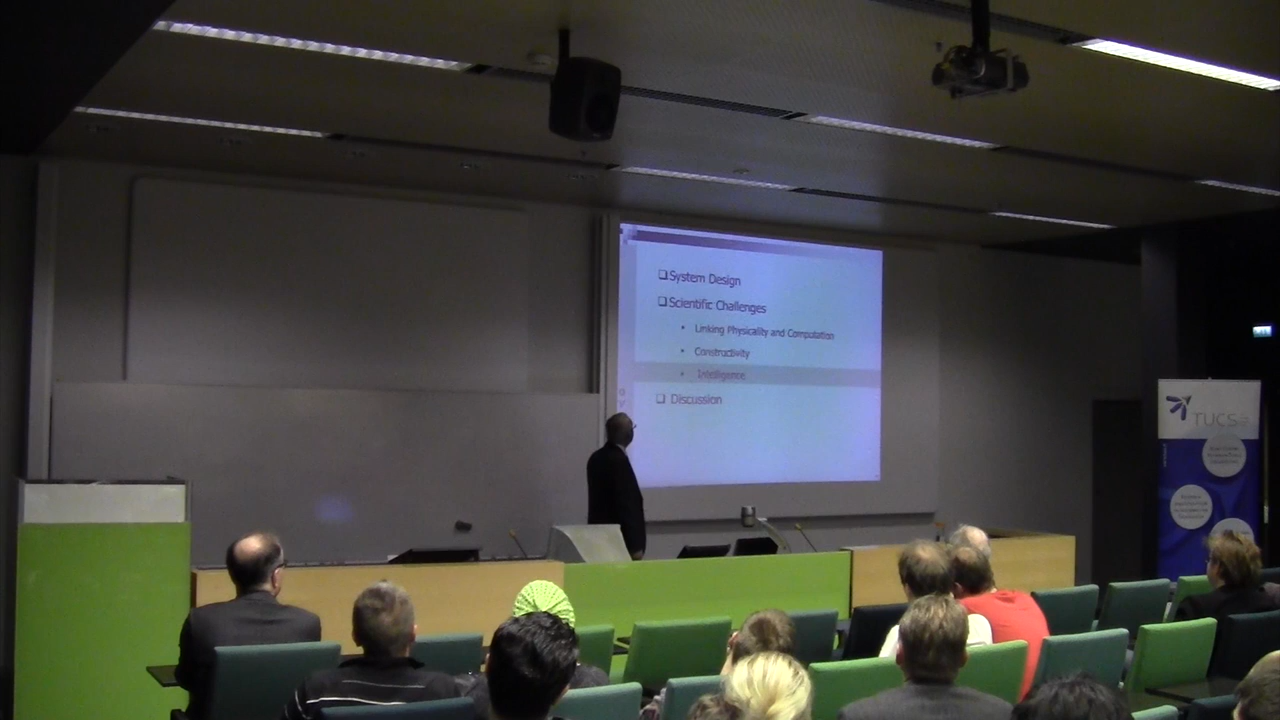 System Design
Scientific Challenges
• Linking Physicality and Computation
• Constructivity
• Intelligence
Discussion
TUCS